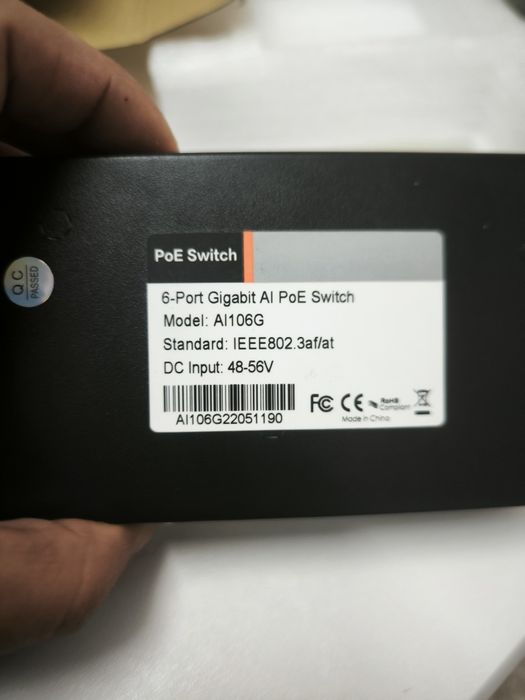 PoE Switch
6-Port Gigabit AI PoE Switch
Model: AI106G
Standard: IEEE802.3af/at
DC Input: 48-56V
AI106G22051190
FC CE RoHS
Compliant
Made in China
QC
PASSED